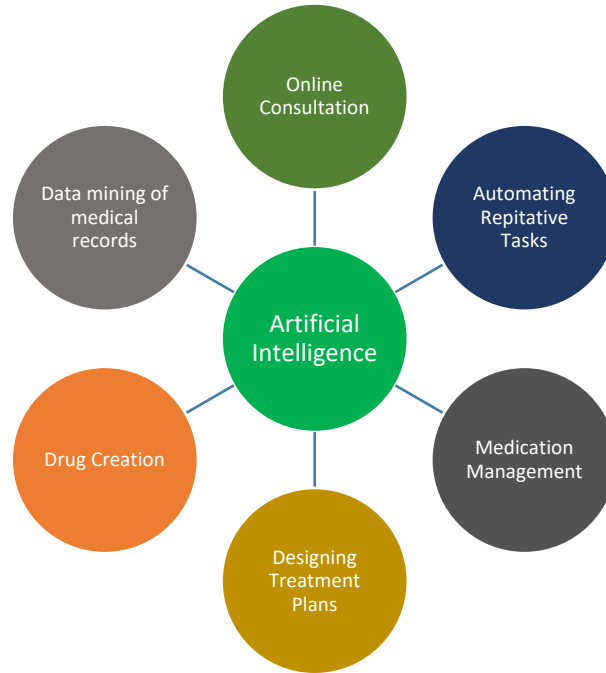 Online
Consultation
Data mining of
medical
records
Automating
Repitative
Tasks
Artificial
Intelligence
Drug Creation
Medication
Management
Designing
Treatment
Plans